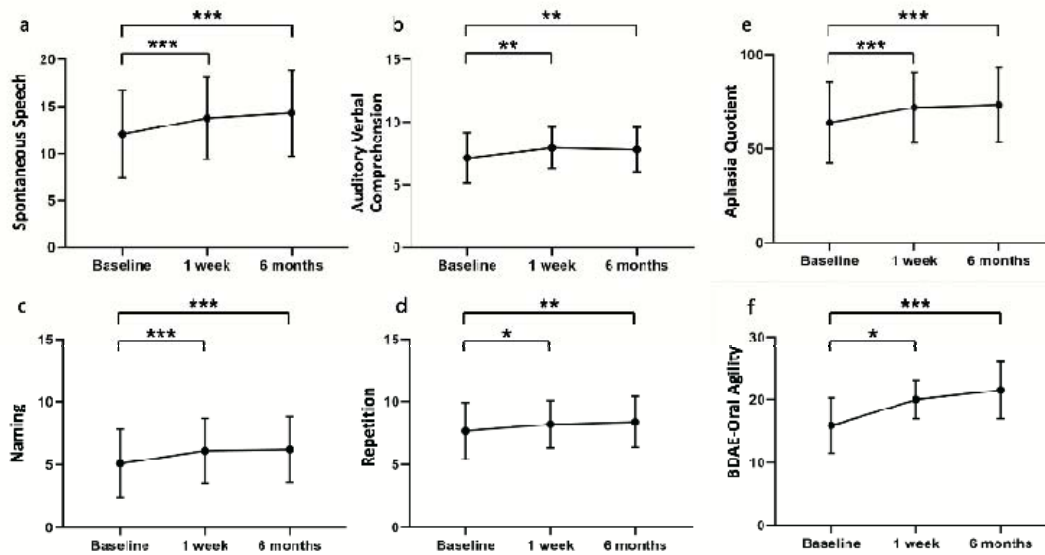 a
***
***
20
15
10
5
0
Spontaneous Speech
Baseline
1 week
6 months
b
**
**
15
10
5
0
Auditory Verbal
Comprehension
Baseline
1 week
6 months
e
***
***
100
50
0
Aphasia Quotient
Baseline
1 week
6 months
c
***
***
15
10
5
0
Naming
Baseline
1 week
6 months
d
**
*
15
10
5
0
Repetition
Baseline
1 week
6 months
f
***
*
30
20
10
0
BDAE-Oral Agility
Baseline
1 week
6 months